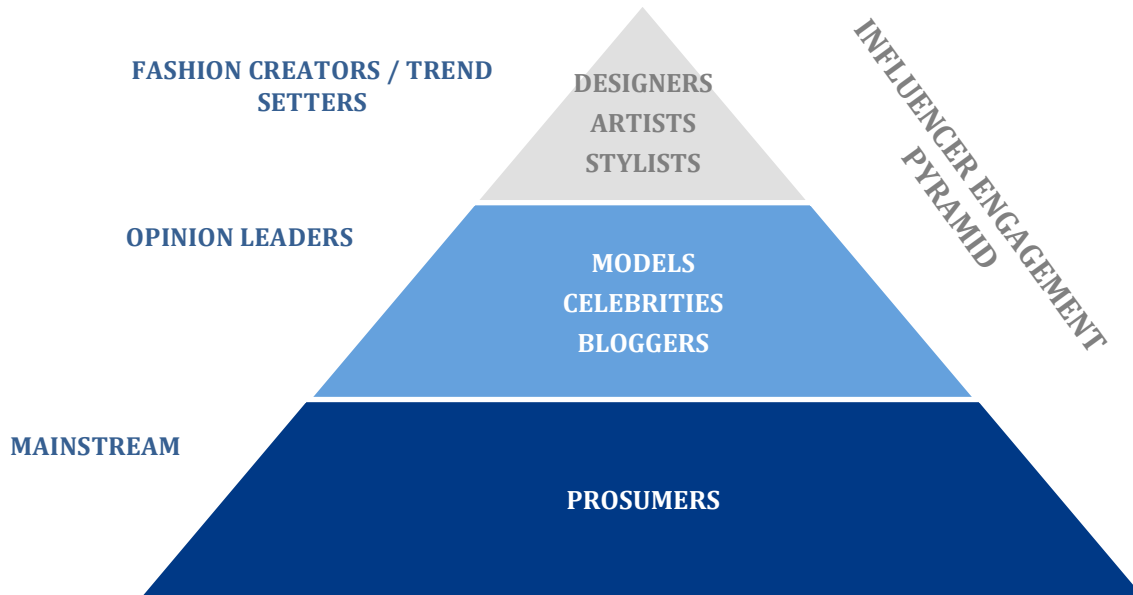 FASHION CREATORS / TREND
SETTERS
DESIGNERS
ARTISTS
STYLISTS
INFLUENCER ENGAGEMENT
PYRAMID
OPINION LEADERS
MODELS
CELEBRITIES
BLOGGERS
MAINSTREAM
PROSUMERS